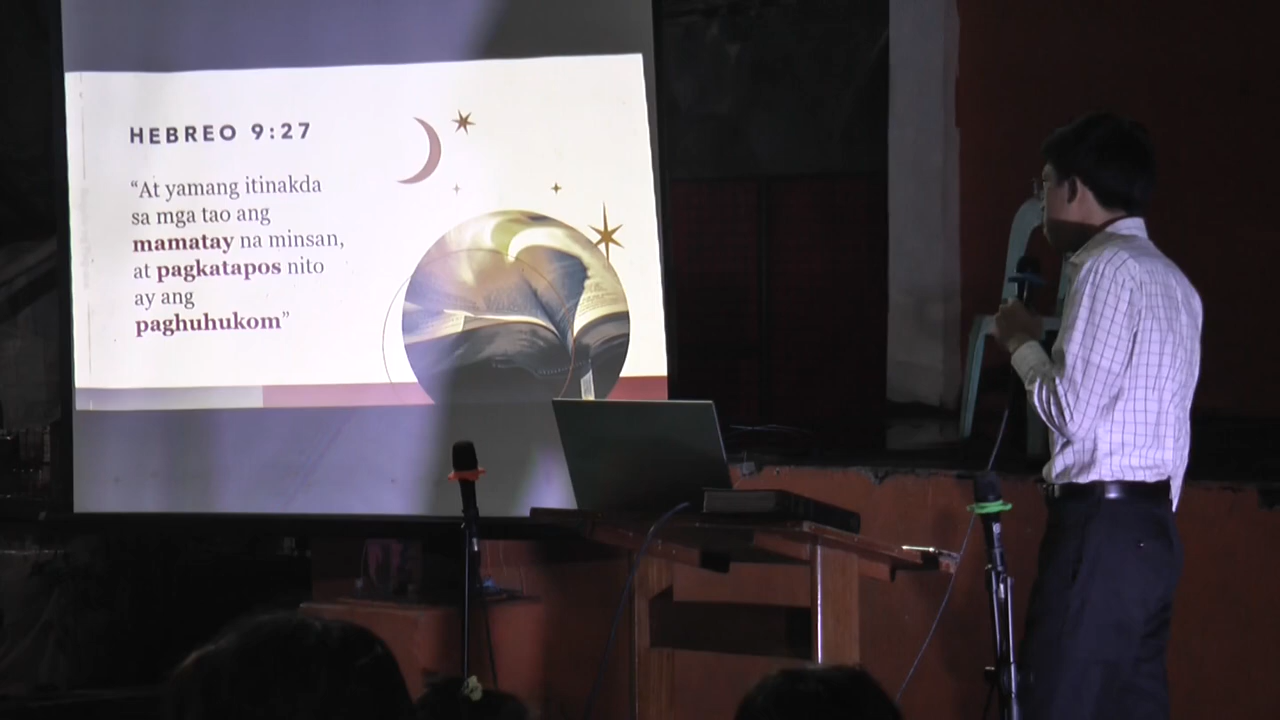 HEBREO 9:27
“At yamang itinakda
sa mga tao ang
mamatay na minsan,
at pagkatapos nito
ay ang
paghuhukom”